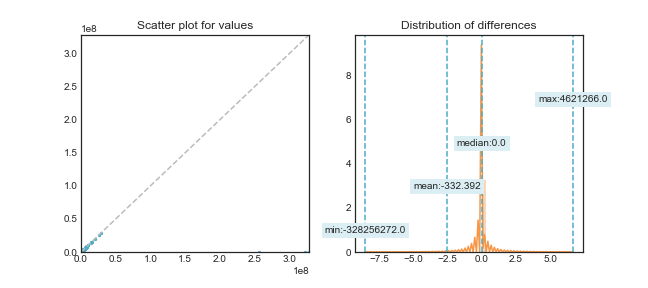 Scatter plot for values
1e8
3.0
2.5
2.0
1.5
1.0
0.5
0.0
0.0 0.5 1.0 1.5 2.0 2.5 3.0
1e8
Distribution of differences
8
6
4
2
0
−7.5 −5.0 −2.5 0.0 2.5 5.0
max:4621266.0
median:0.0
mean:-332.392
min:-328256272.0